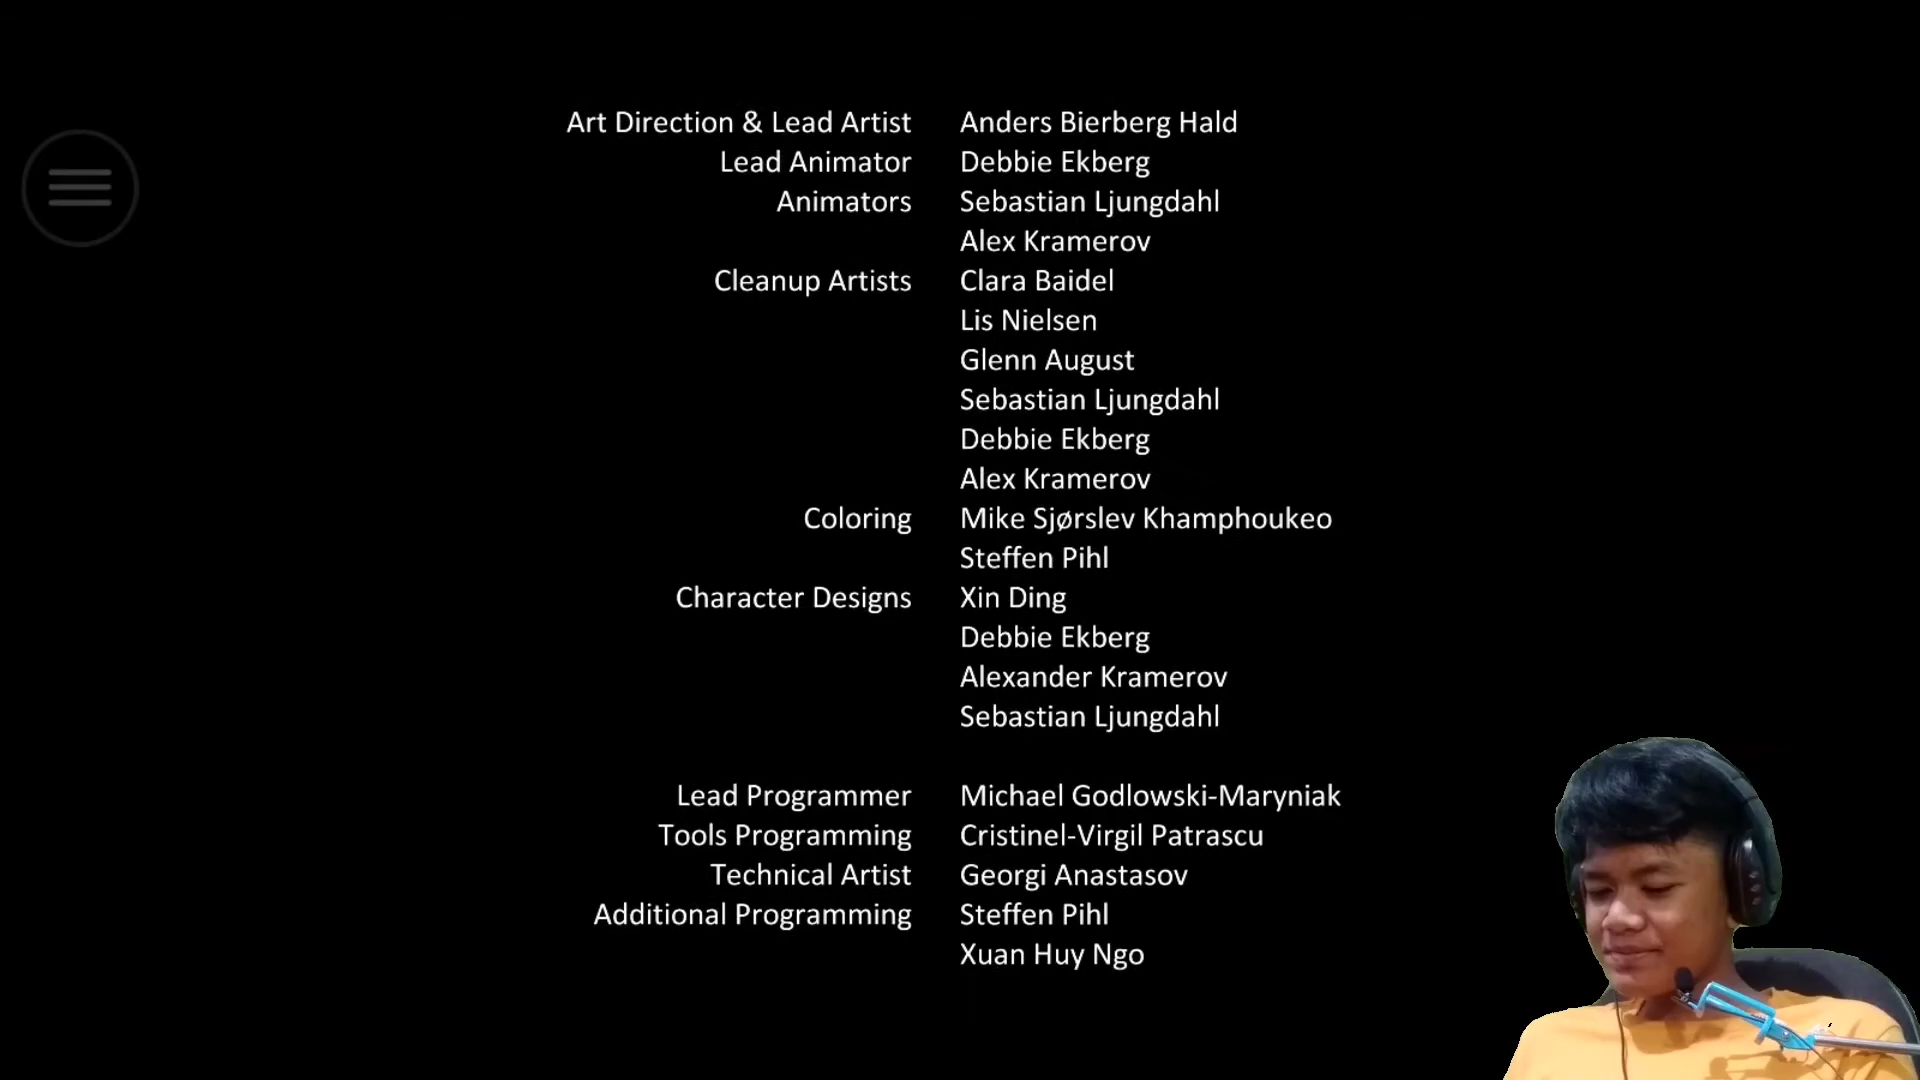 Art Direction & Lead Artist Anders Bierberg Hald
Lead Animator Debbie Ekberg
Animators Sebastian Ljungdahl
Alex Kramerov
Cleanup Artists Clara Baidel
Lis Nielsen
Glenn August
Sebastian Ljungdahl
Debbie Ekberg
Alex Kramerov
Coloring Mike Sjørslev Khamphoukeo
Steffen Pihl
Character Designs Xin Ding
Debbie Ekberg
Alexander Kramerov
Sebastian Ljungdahl
Lead Programmer Michael Godlowski-Maryniak
Tools Programming Cristinel-Virgil Patrascu
Technical Artist Georgi Anastasov
Additional Programming Steffen Pihl
Xuan Huy Ngo